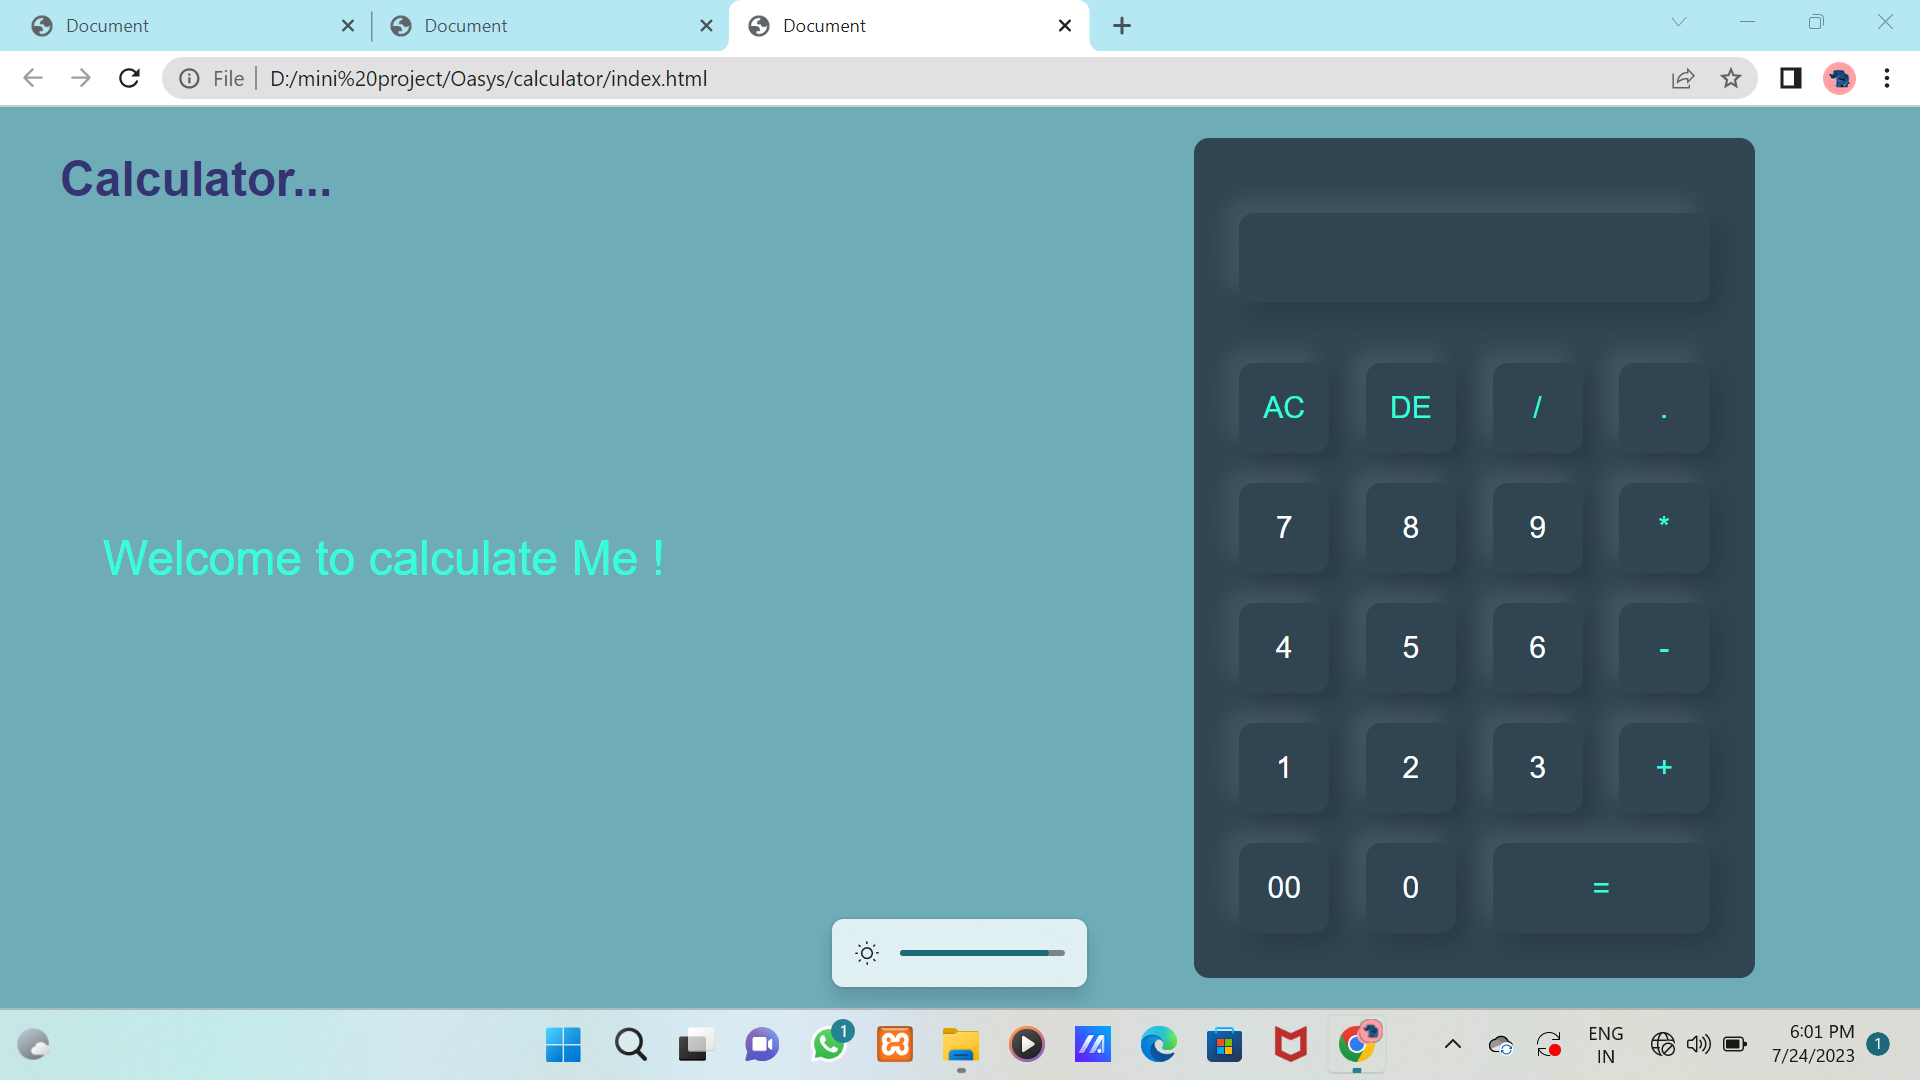 Document
Document
Document
File
D:/mini%20project/Oasys/calculator/index.html
Calculator...
Welcome to calculate Me !
AC DE / .
7 8 9 *
4 5 6 -
1 2 3 +
00 0 =
1
ENG
IN
6:01 PM
7/24/2023
1